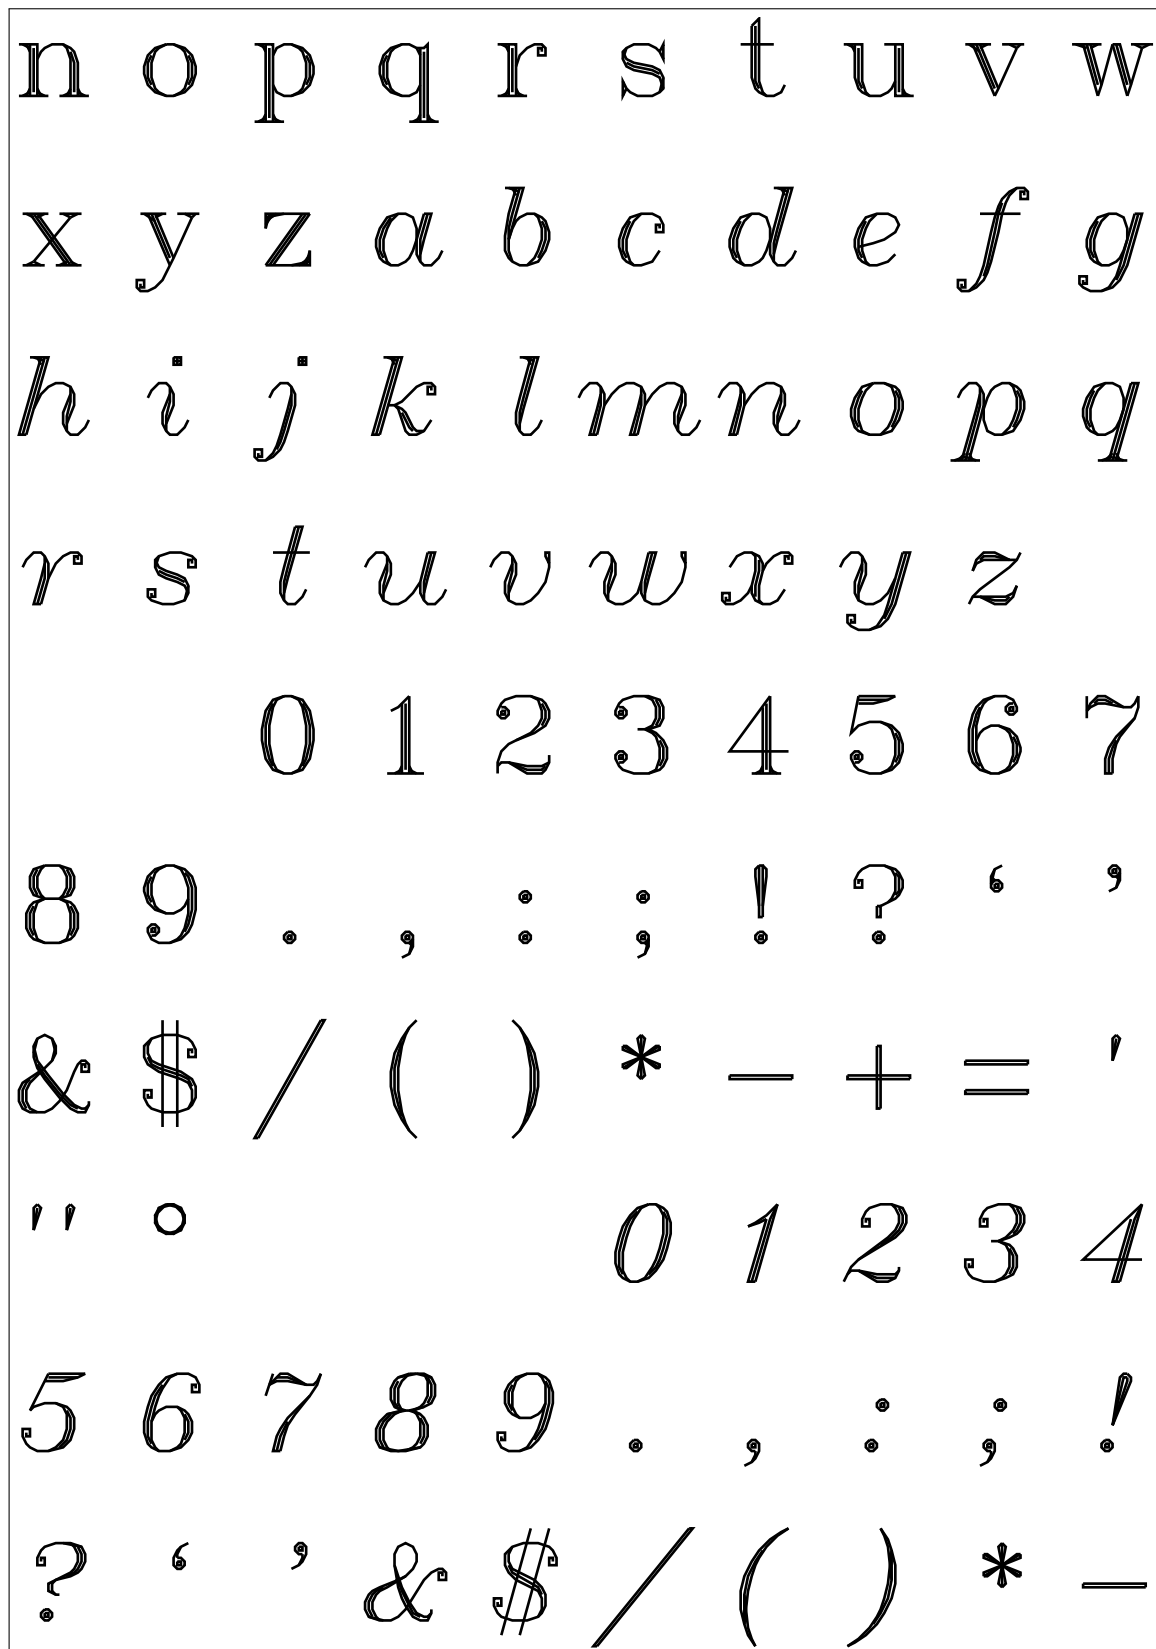 n o p q r s t u v w
x y z a b c d e f g
h i j k l m n o p q
r s t u v w x y z
0 1 2 3 4 5 6 7
8 9 . , : ; ! ? ‘ ’
& $ / ( ) * − + = '
" ° 0 1 2 3 4
5 6 7 8 9 . , : ; !
? ‘ ’ & $ / ( ) * −